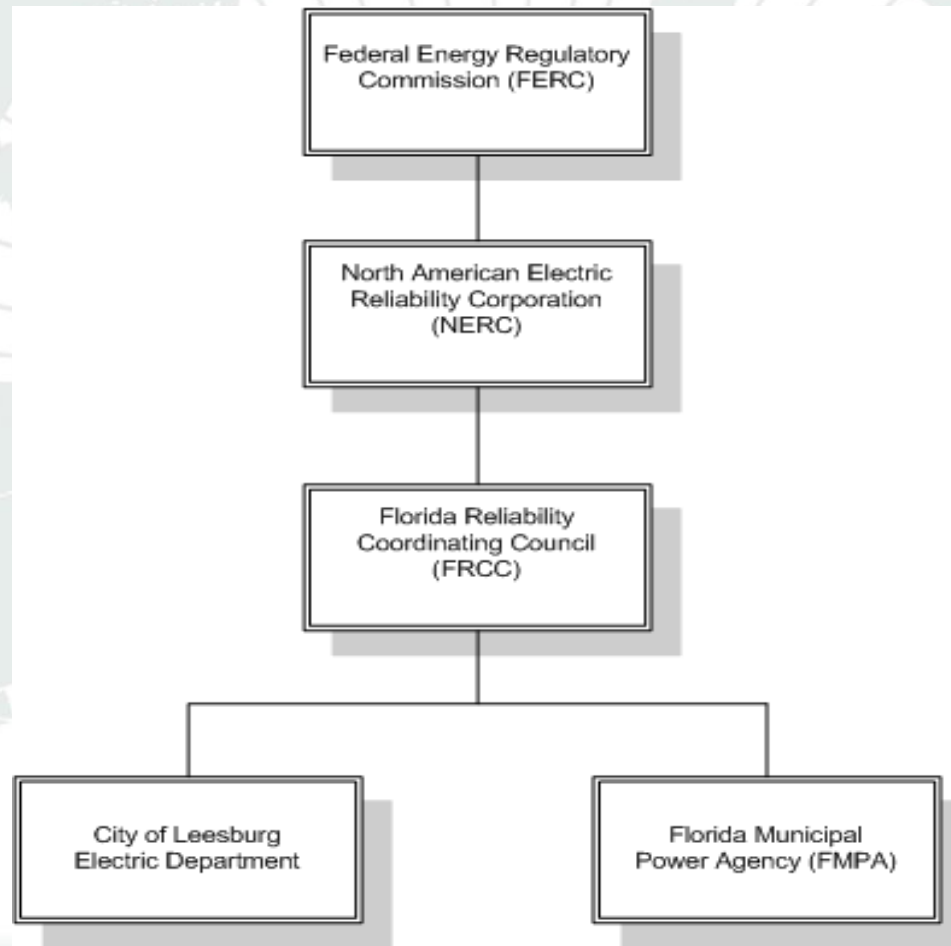 Federal Energy Regulatory
Commission (FERC)
North American Electric
Reliability Corporation
(NERC)
Florida Reliability
Coordinating Council
(FRCC)
City of Leesburg
Electric Department
Florida Municipal
Power Agency (FMPA)